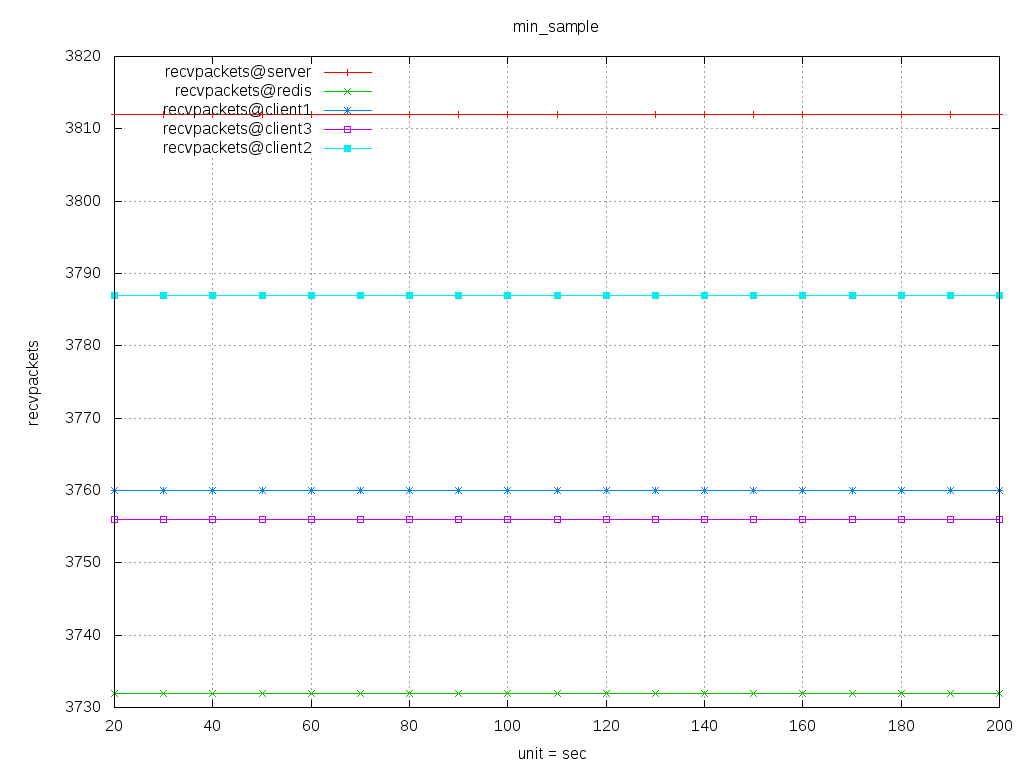 min_sample
3820
3810
3800
3790
3780
3770
3760
3750
3740
3730
recvpackets
recvpackets@server
recvpackets@redis
recvpackets@client1
recvpackets@client3
recvpackets@client2
20 40 60 80 100 120 140 160 180 200
unit = sec